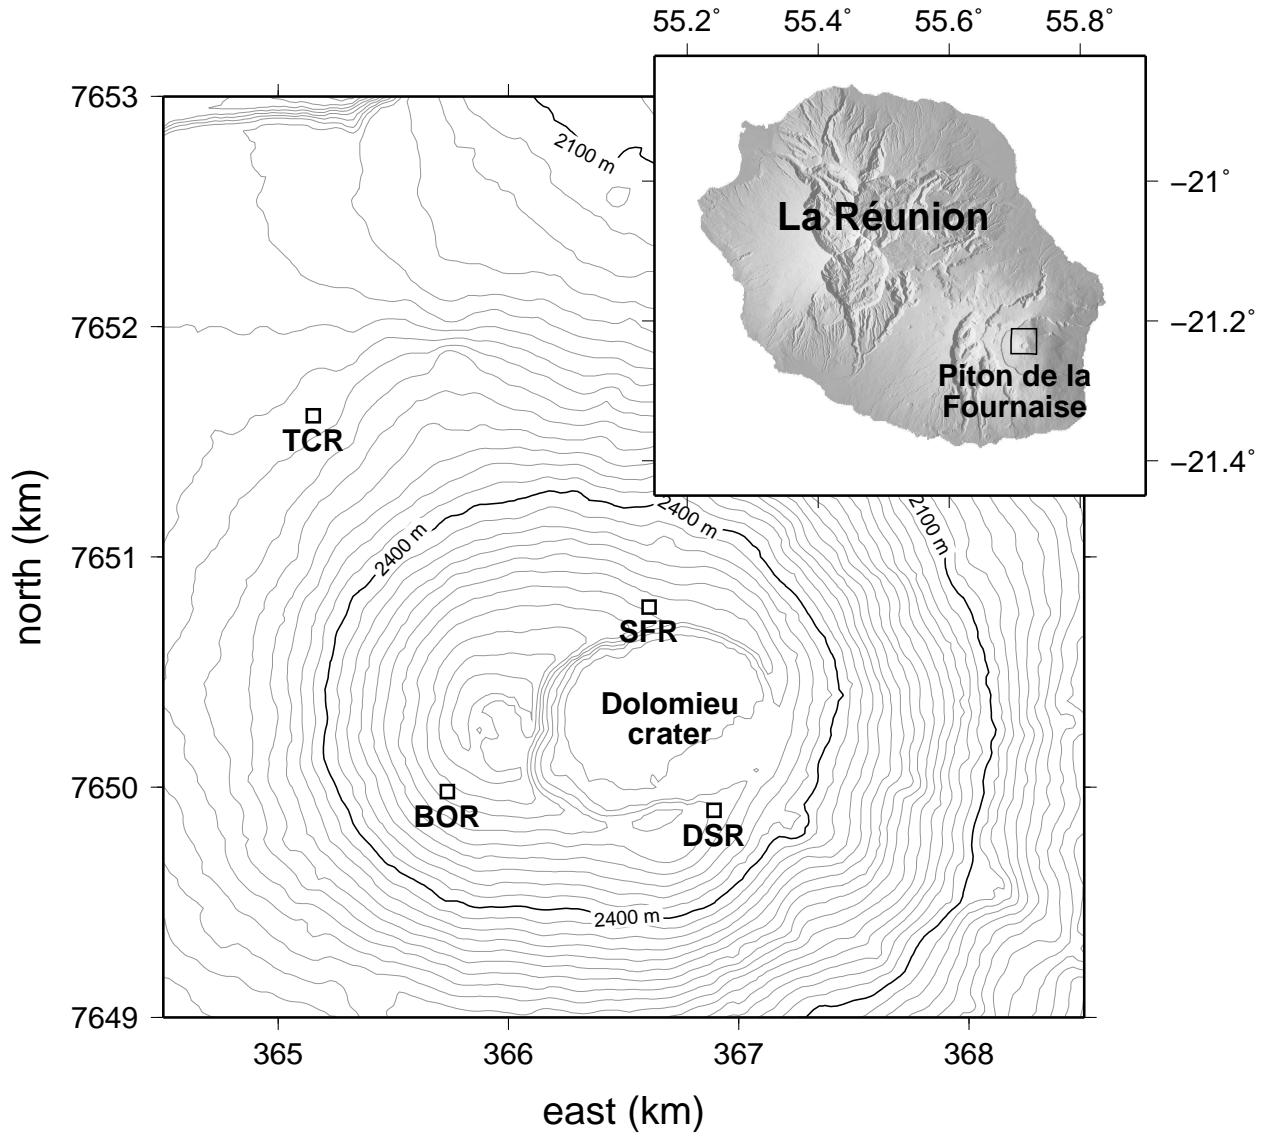 55.2° 55.4° 55.6° 55.8°
7653
2100 m
−21°
La Réunion
7652
−21.2°
Piton de la
Fournaise
TCR
−21.4°
2400 m
2400 m
2100 m
7651
north (km)
SFR
Dolomieu
crater
7650
BOR
DSR
2400 m
7649
365 366 367 368
east (km)